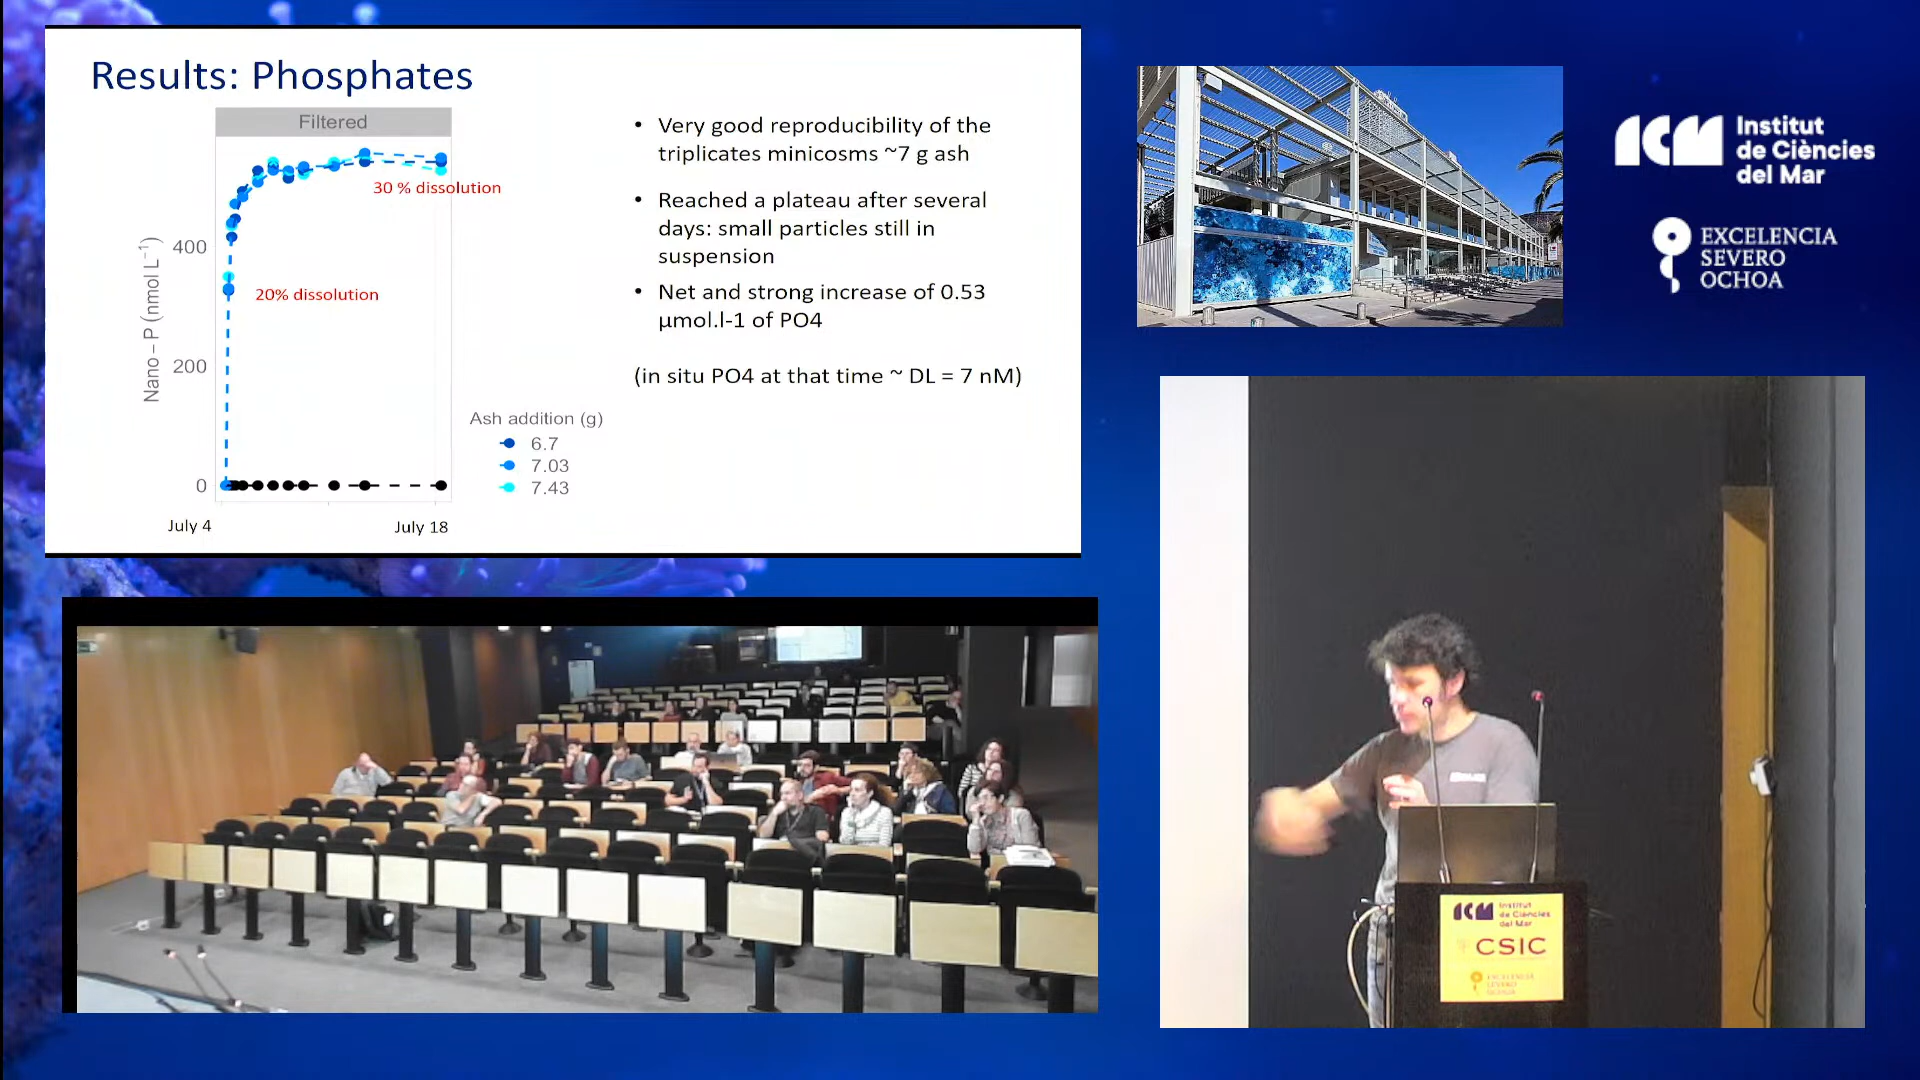 Results: Phosphates
Filtered
30 % dissolution
20% dissolution
Nano – P (nmol L⁻¹)
400
200
0
July 4
July 18
Ash addition (g)
6.7
7.03
7.43
• Very good reproducibility of the
triplicates minicosms ~7 g ash
• Reached a plateau after several
days: small particles still in
suspension
• Net and strong increase of 0.53
µmol.l-1 of PO4
(in situ PO4 at that time ~ DL = 7 nM)
ICM
Institut
de Ciències
del Mar
EXCELENCIA
SEVERO
OCHOA
ICM
Institut
de Ciències
del Mar
CSIC
EXCELENCIA
SEVERO
OCHOA